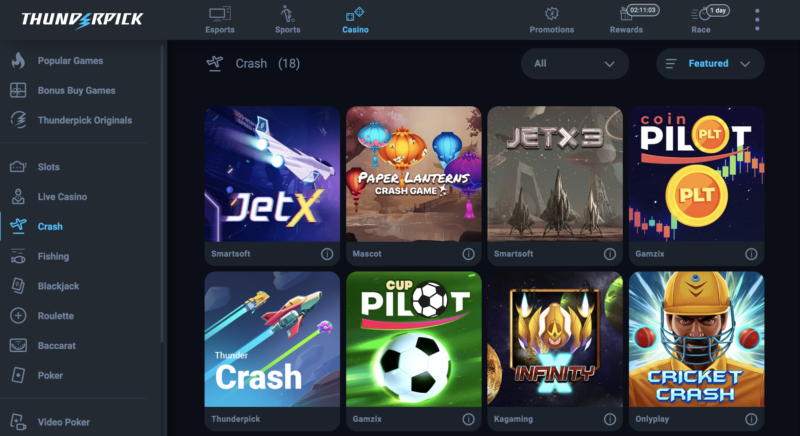 THUNDERPICK
Esports
Sports
Casino
Promotions
02:11:03
Rewards
1 day
Race
Popular Games
Bonus Buy Games
Thunderpick Originals
Slots
Live Casino
Crash
Fishing
Blackjack
Roulette
Baccarat
Poker
Video Poker
Crash (18)
All
Featured
JetX
Smartsoft
PAPER LANTERNS
CRASH GAME
Mascot
JETX3
Smartsoft
coin
PILOT
PLT
PLT
Gamzix
Thunder
Crash
Thunderpick
CUP
PILOT
Gamzix
INFINITY
X
Kagaming
CRICKET
CRASH
Onlyplay